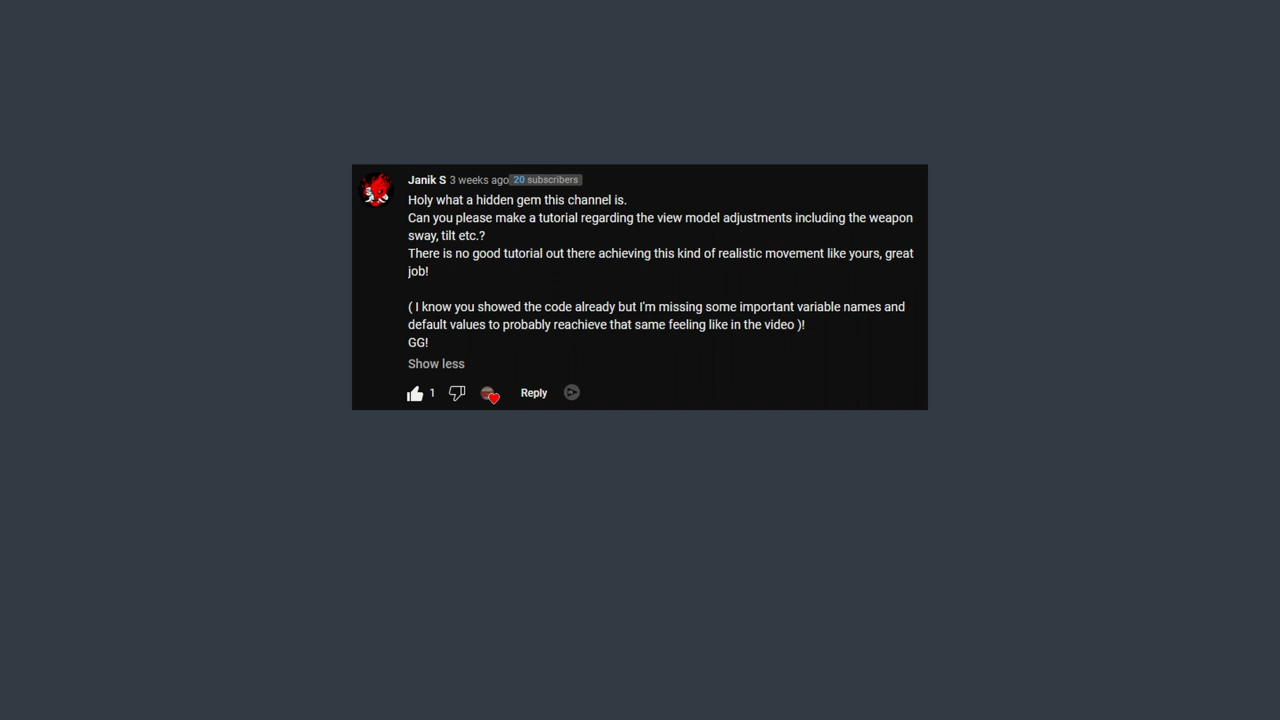 Janik S 3 weeks ago 20 subscribers
Holy what a hidden gem this channel is.
Can you please make a tutorial regarding the view model adjustments including the weapon
sway, tilt etc.?
There is no good tutorial out there achieving this kind of realistic movement like yours, great
job!
( I know you showed the code already but I'm missing some important variable names and
default values to probably reachieve that same feeling like in the video )!
GG!
Show less
1 Reply